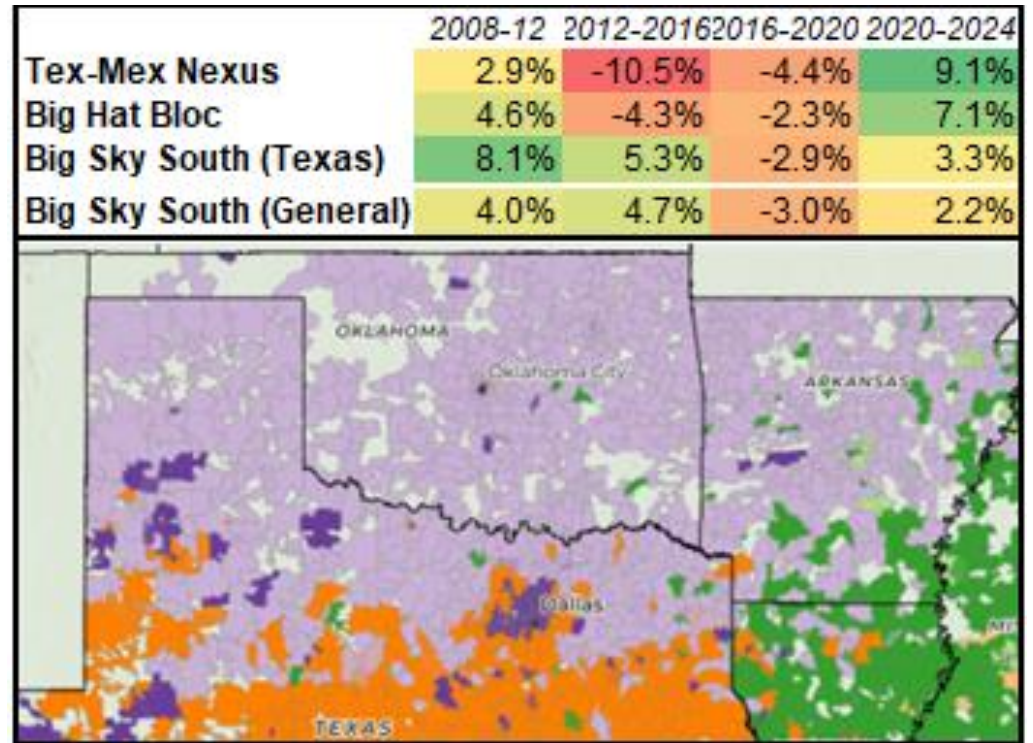 2008-12 2012-2016 2016-2020 2020-2024
Tex-Mex Nexus 2.9% -10.5% -4.4% 9.1%
Big Hat Bloc 4.6% -4.3% -2.3% 7.1%
Big Sky South (Texas) 8.1% 5.3% -2.9% 3.3%
Big Sky South (General) 4.0% 4.7% -3.0% 2.2%
OKLAHOMA
Oklahoma City
ARKANSAS
Dallas
TEXAS